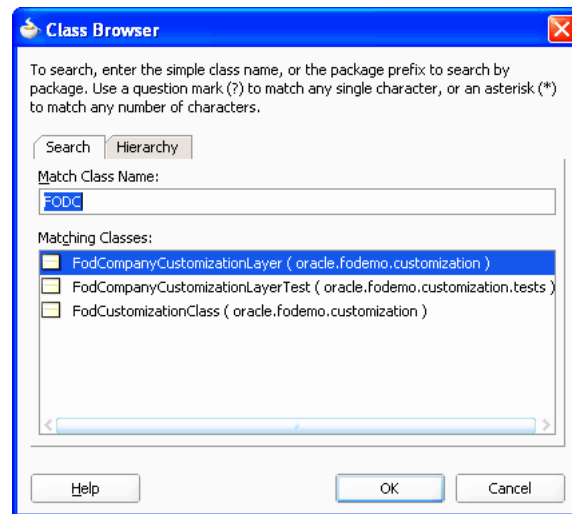 Class Browser
To search, enter the simple class name, or the package prefix to search by
package. Use a question mark (?) to match any single character, or an asterisk (*)
to match any number of characters.
Search Hierarchy
Match Class Name:
FODC
Matching Classes:
FodCompanyCustomizationLayer ( oracle.fodemo.customization )
FodCompanyCustomizationLayerTest ( oracle.fodemo.customization.tests )
FodCustomizationClass ( oracle.fodemo.customization )
Help OK Cancel